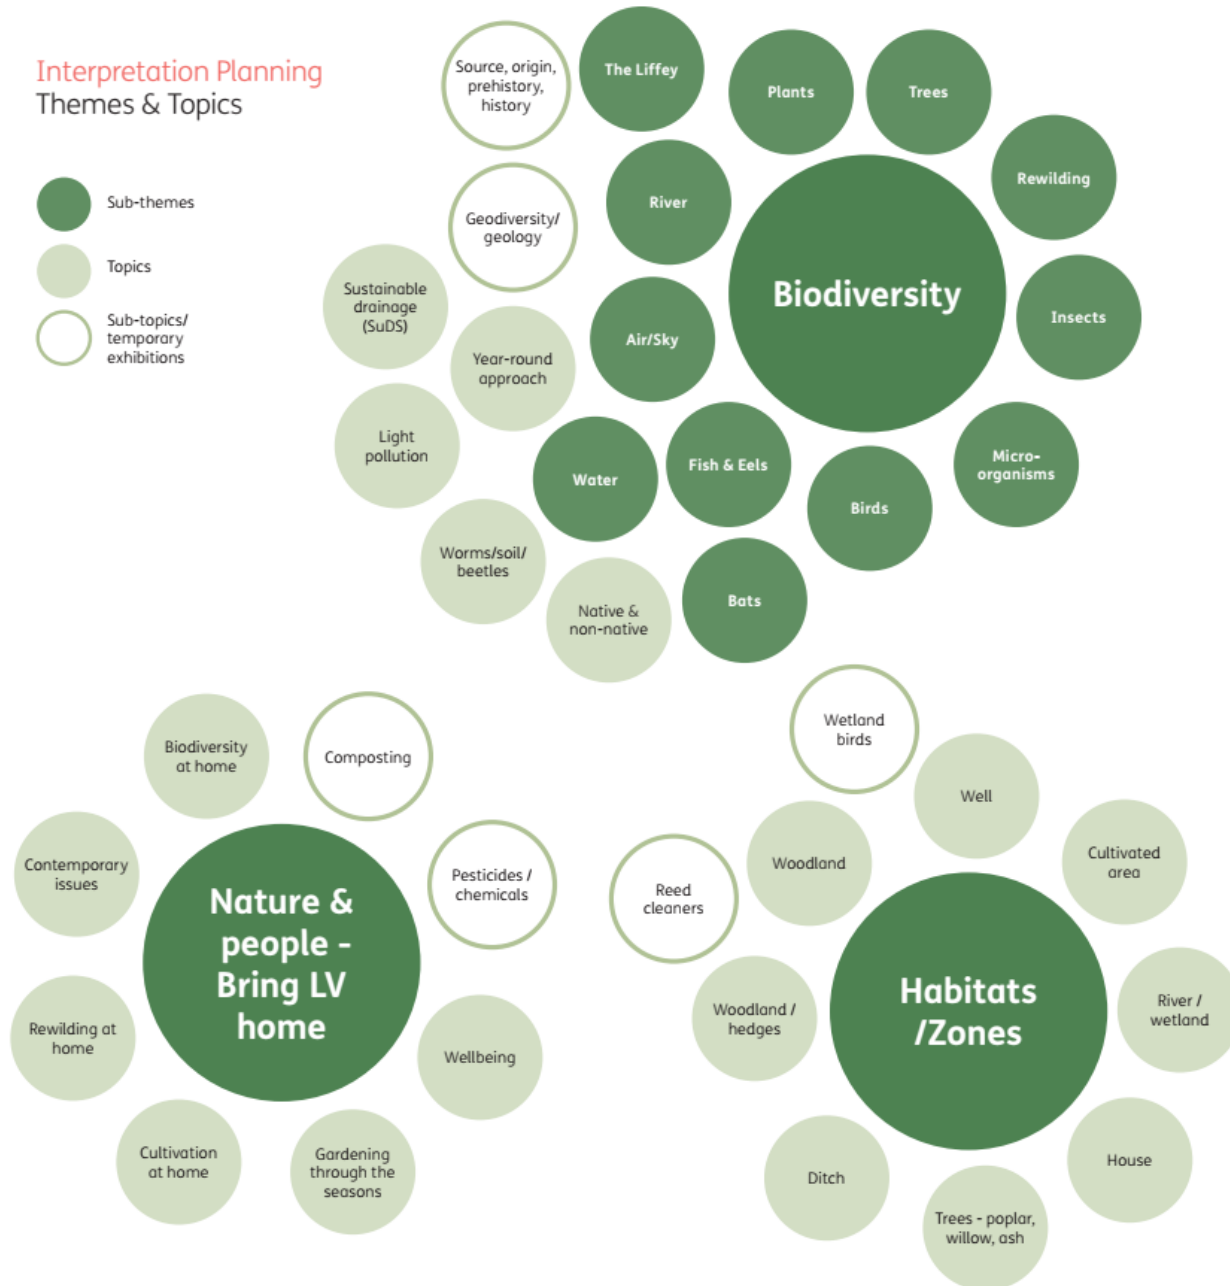 Interpretation Planning
Themes & Topics
Sub-themes
Topics
Sub-topics/
temporary
exhibitions
Source, origin,
prehistory,
history
The Liffey
Plants
Trees
Rewilding
River
Geodiversity/
geology
Biodiversity
Insects
Sustainable
drainage
(SuDS)
Air/Sky
Year-round
approach
Light
pollution
Water
Fish & Eels
Micro-
organisms
Birds
Worms/soil/
beetles
Native &
non-native
Bats
Biodiversity
at home
Composting
Contemporary
issues
Pesticides /
chemicals
Nature &
people -
Bring LV
home
Rewilding at
home
Wellbeing
Cultivation
at home
Gardening
through the
seasons
Wetland
birds
Well
Woodland
Cultivated
area
Reed
cleaners
Habitats
/Zones
Woodland /
hedges
River /
wetland
Ditch
House
Trees - poplar,
willow, ash